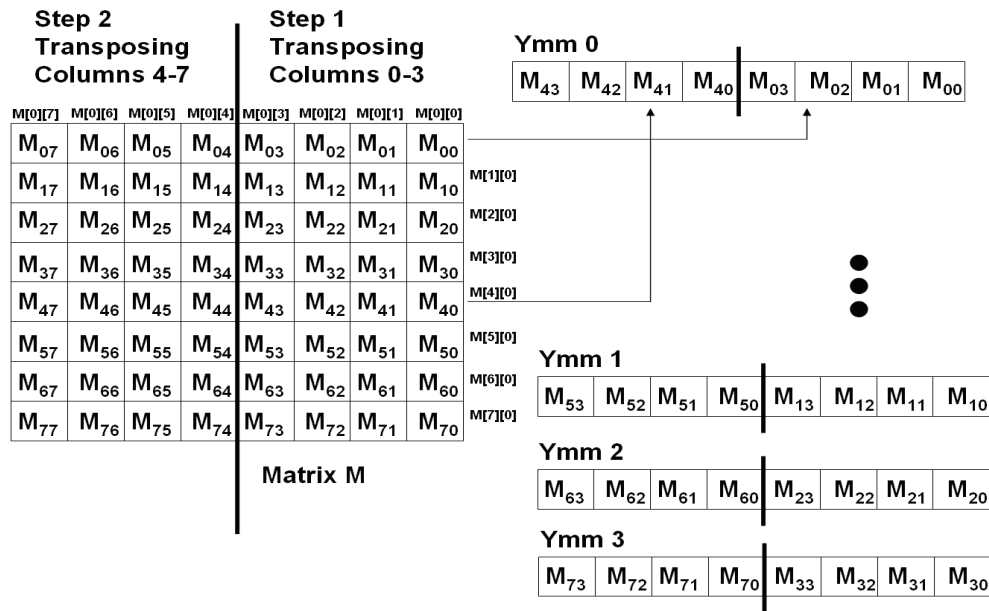 Step 2
Transposing
Columns 4-7
Step 1
Transposing
Columns 0-3
M[0][7] M[0][6] M[0][5] M[0][4] M[0][3] M[0][2] M[0][1] M[0][0]
M07 M06 M05 M04 M03 M02 M01 M00
M17 M16 M15 M14 M13 M12 M11 M10 M[1][0]
M27 M26 M25 M24 M23 M22 M21 M20 M[2][0]
M37 M36 M35 M34 M33 M32 M31 M30 M[3][0]
M47 M46 M45 M44 M43 M42 M41 M40 M[4][0]
M57 M56 M55 M54 M53 M52 M51 M50 M[5][0]
M67 M66 M65 M64 M63 M62 M61 M60 M[6][0]
M77 M76 M75 M74 M73 M72 M71 M70 M[7][0]
Matrix M
Ymm 0
M43 M42 M41 M40 M03 M02 M01 M00
Ymm 1
M53 M52 M51 M50 M13 M12 M11 M10
Ymm 2
M63 M62 M61 M60 M23 M22 M21 M20
Ymm 3
M73 M72 M71 M70 M33 M32 M31 M30